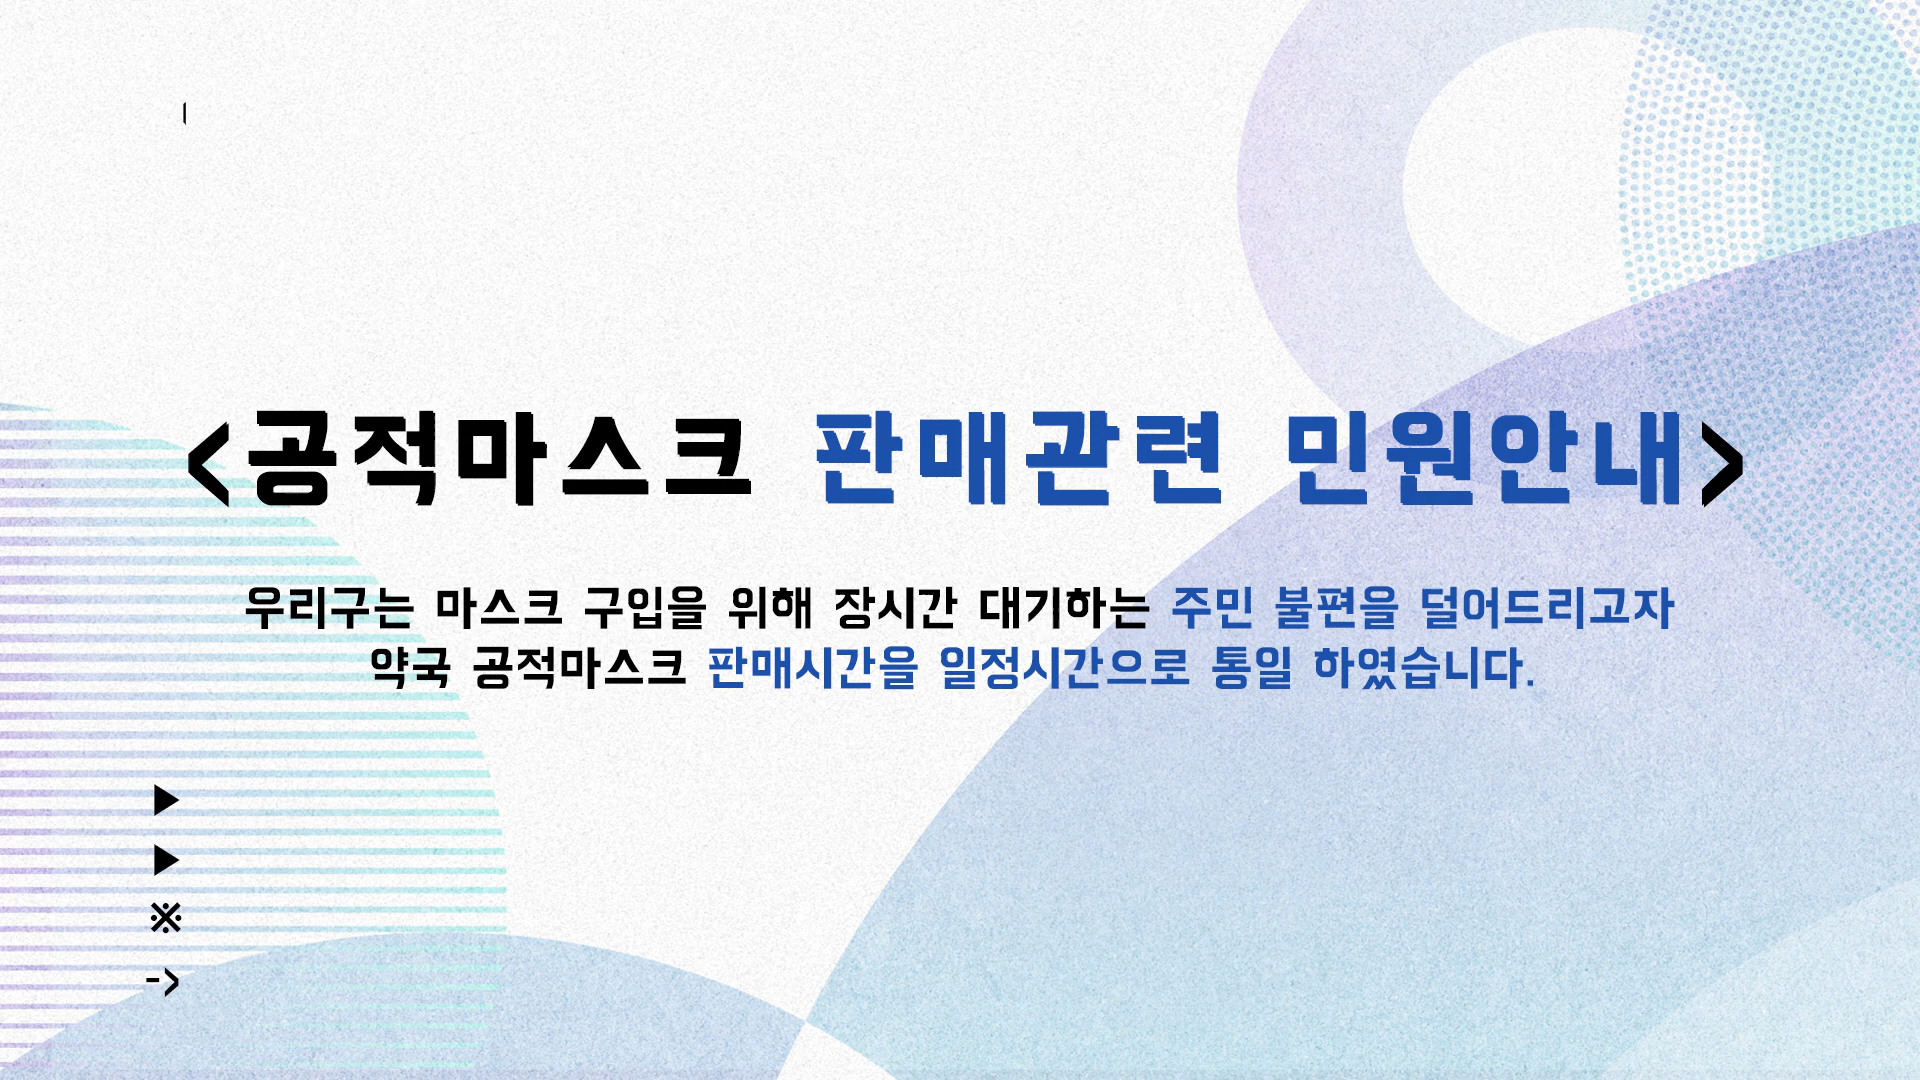 <공적마스크 판매관련 민원안내>
우리구는 마스크 구입을 위해 장시간 대기하는 주민 불편을 덜어드리고자
약국 공적마스크 판매시간을 일정시간으로 통일 하였습니다.
▶
▶
※
->